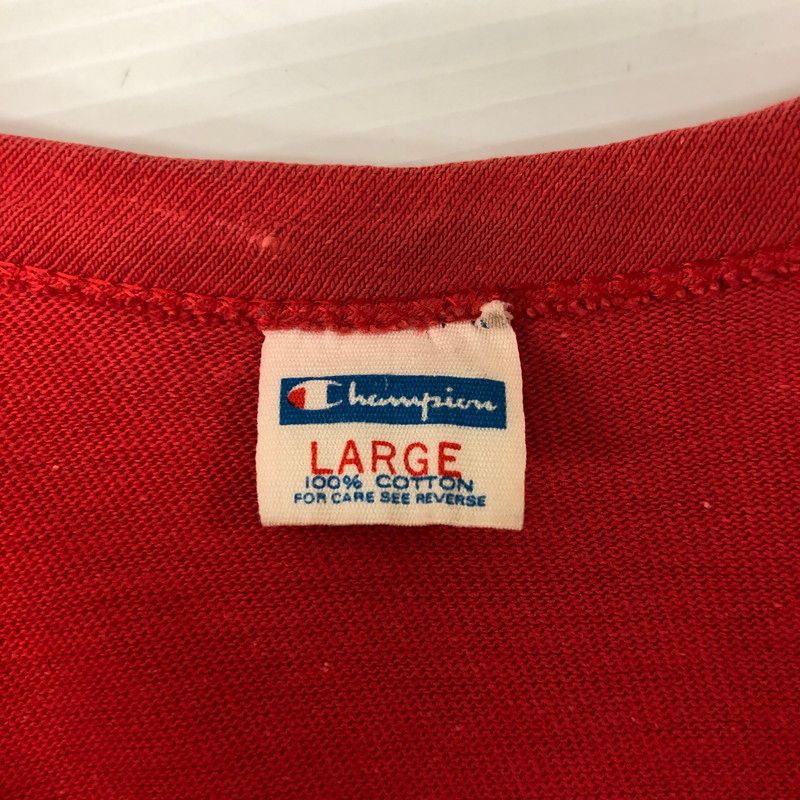 Champion
LARGE
100% COTTON
FOR CARE SEE REVERSE